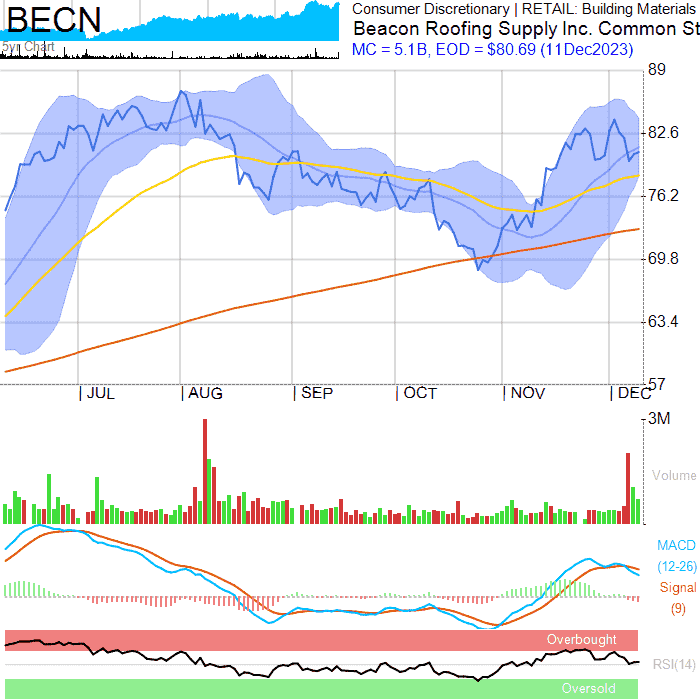 BECN
5yr Chart
Consumer Discretionary | RETAIL: Building Materials
Beacon Roofing Supply Inc. Common St
MC = 5.1B, EOD = $80.69 (11Dec2023)
89
82.6
76.2
69.8
63.4
57
| JUL | AUG | SEP | OCT | NOV | DEC
3M
Volume
MACD
(12-26)
Signal
(9)
Overbought
RSI(14)
Oversold